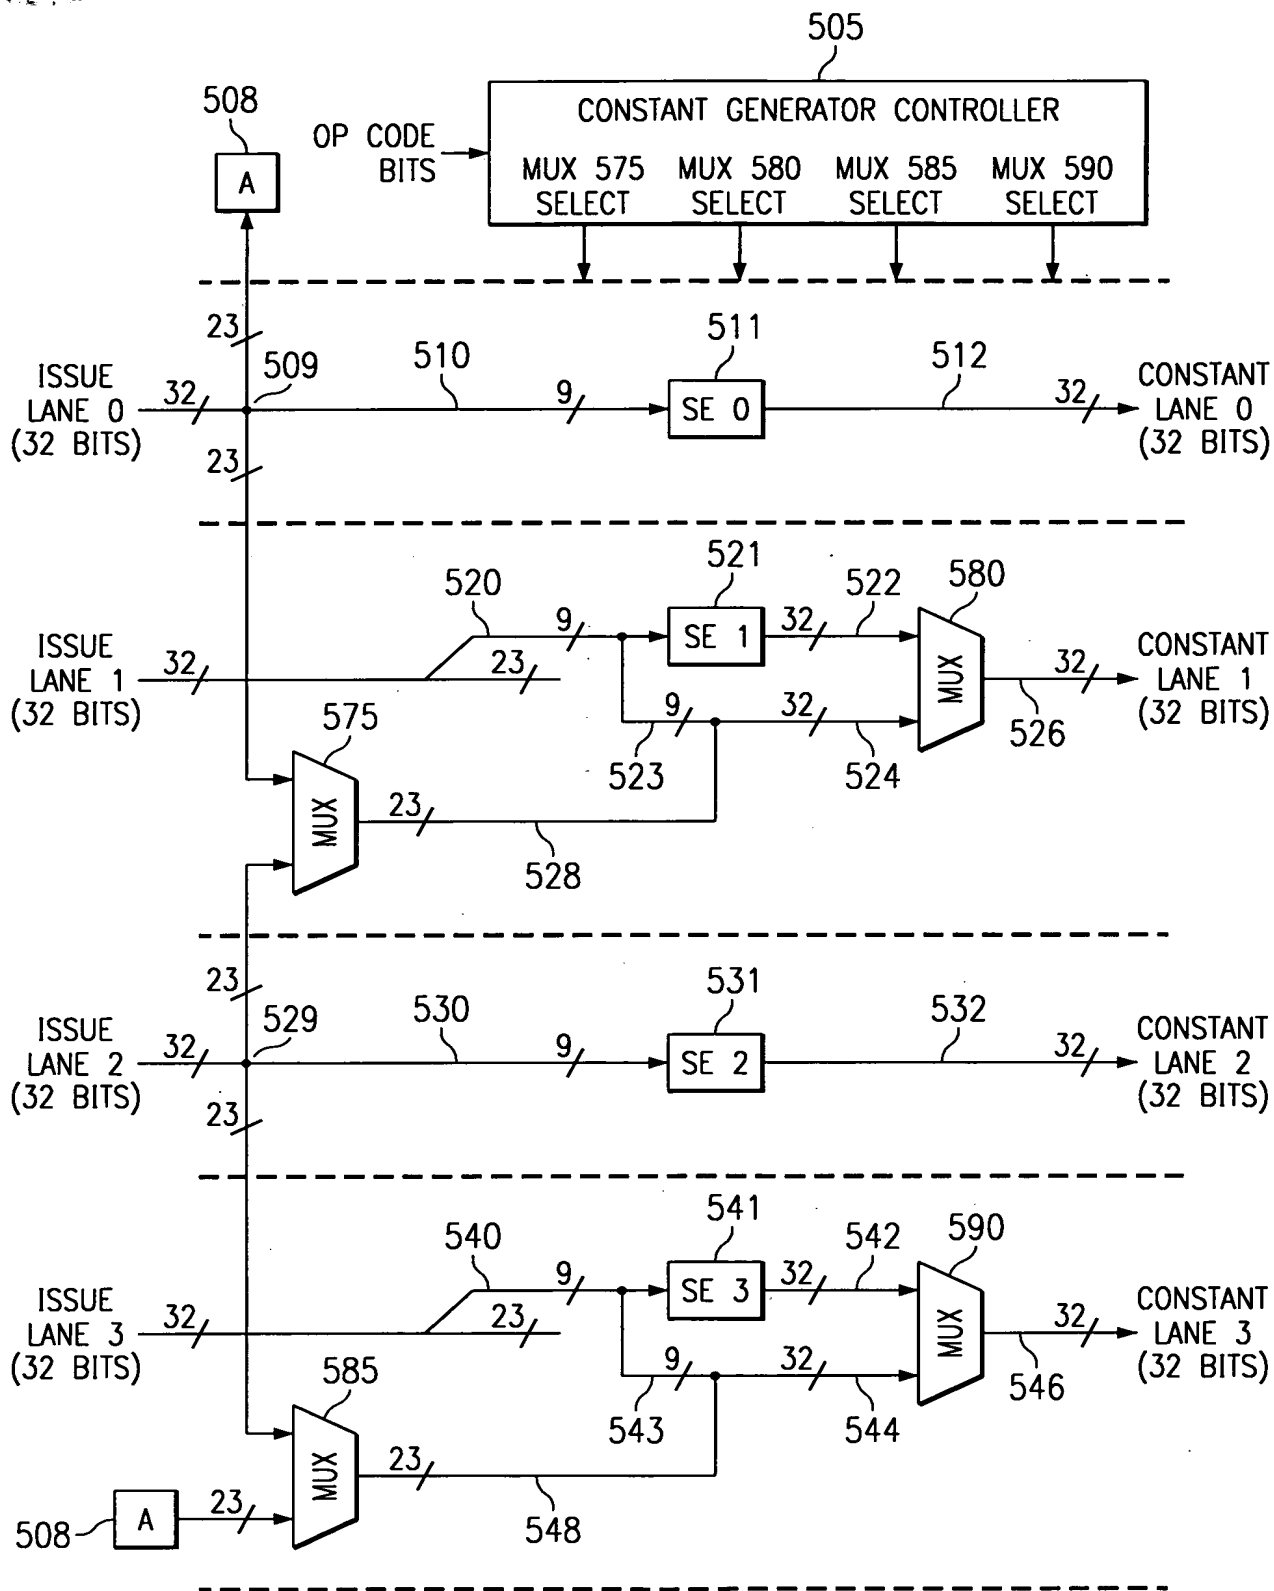 505
508
CONSTANT GENERATOR CONTROLLER
OP CODE
BITS
MUX 575
SELECT
MUX 580
SELECT
MUX 585
SELECT
MUX 590
SELECT
A
23
ISSUE
LANE 0
(32 BITS)
32
509
510
9
511
SE 0
512
32
CONSTANT
LANE 0
(32 BITS)
23
ISSUE
LANE 1
(32 BITS)
32
520
9
23
521
SE 1
32
522
580
MUX
32
526
CONSTANT
LANE 1
(32 BITS)
9
523
32
524
575
MUX
23
528
23
ISSUE
LANE 2
(32 BITS)
32
529
530
9
531
SE 2
532
32
CONSTANT
LANE 2
(32 BITS)
23
ISSUE
LANE 3
(32 BITS)
32
540
9
23
541
SE 3
32
542
590
MUX
32
546
CONSTANT
LANE 3
(32 BITS)
9
543
32
544
585
MUX
23
548
508
A
23